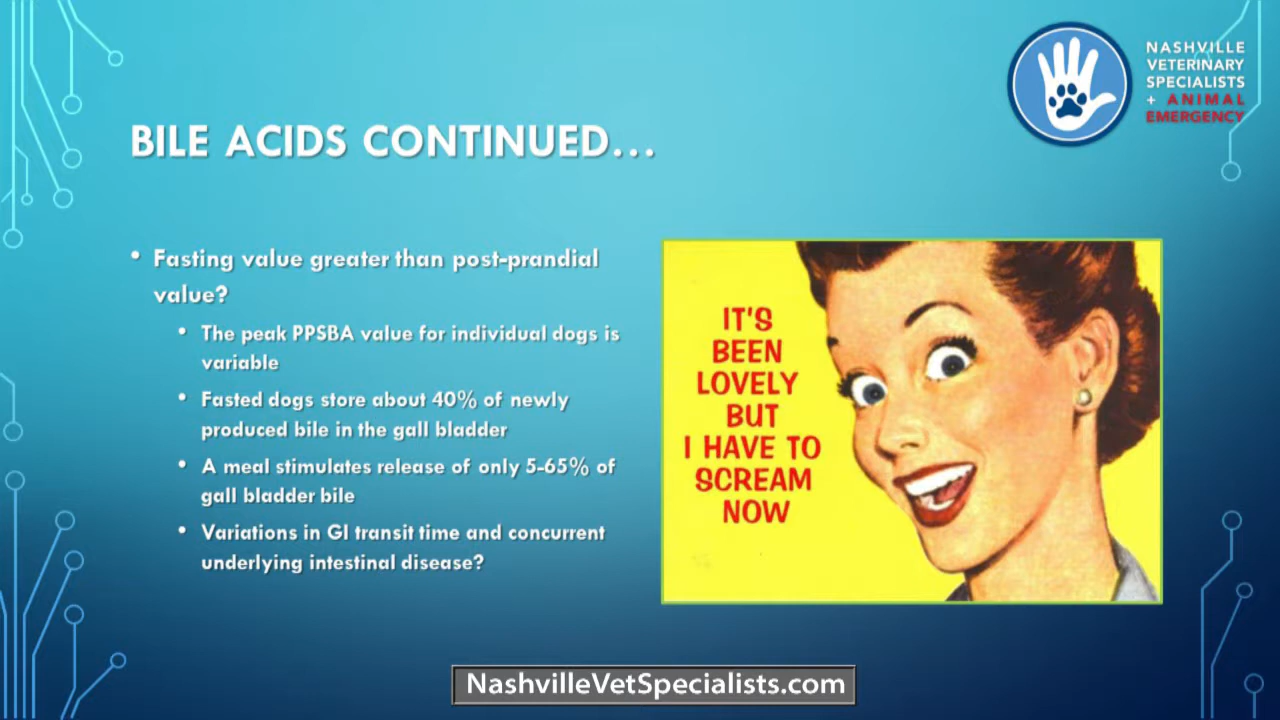 NASHVILLE
VETERINARY
SPECIALISTS
+ ANIMAL
EMERGENCY
BILE ACIDS CONTINUED...
• Fasting value greater than post-prandial
value?
• The peak PPSBA value for individual dogs is
variable
• Fasted dogs store about 40% of newly
produced bile in the gall bladder
• A meal stimulates release of only 5-65% of
gall bladder bile
• Variations in GI transit time and concurrent
underlying intestinal disease?
IT'S
BEEN
LOVELY
BUT
I HAVE TO
SCREAM
NOW
NashvilleVetSpecialists.com